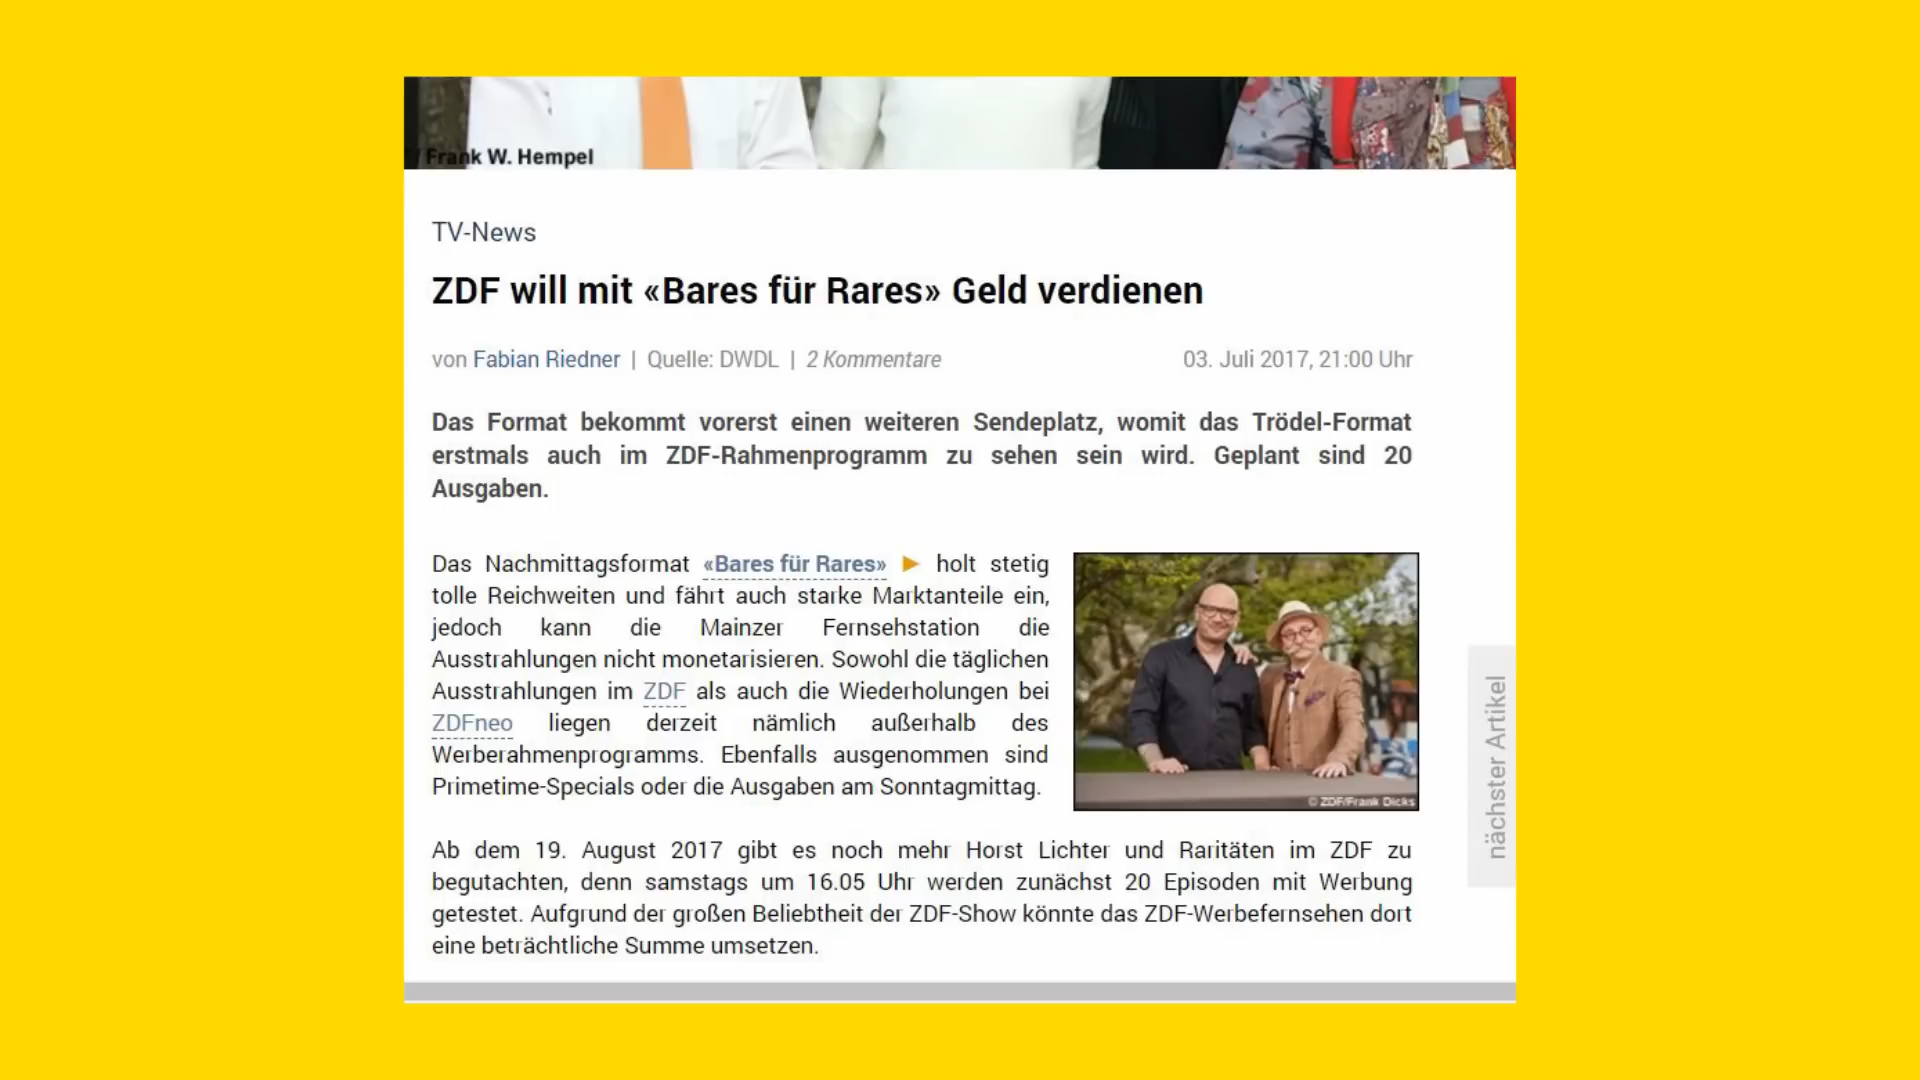 / Frank W. Hempel
TV-News
ZDF will mit «Bares für Rares» Geld verdienen
von Fabian Riedner | Quelle: DWDL | 2 Kommentare 03. Juli 2017, 21:00 Uhr
Das Format bekommt vorerst einen weiteren Sendeplatz, womit das Trödel-Format
erstmals auch im ZDF-Rahmenprogramm zu sehen sein wird. Geplant sind 20
Ausgaben.
Das Nachmittagsformat «Bares für Rares» ► holt stetig
tolle Reichweiten und fährt auch starke Marktanteile ein,
jedoch kann die Mainzer Fernsehstation die
Ausstrahlungen nicht monetarisieren. Sowohl die täglichen
Ausstrahlungen im ZDF als auch die Wiederholungen bei
ZDFneo liegen derzeit nämlich außerhalb des
Werberahmenprogramms. Ebenfalls ausgenommen sind
Primetime-Specials oder die Ausgaben am Sonntagmittag.
© ZDF/Frank Dicks
Ab dem 19. August 2017 gibt es noch mehr Horst Lichter und Raritäten im ZDF zu
begutachten, denn samstags um 16.05 Uhr werden zunächst 20 Episoden mit Werbung
getestet. Aufgrund der großen Beliebtheit der ZDF-Show könnte das ZDF-Werbefernsehen dort
eine beträchtliche Summe umsetzen.
nächster Artikel